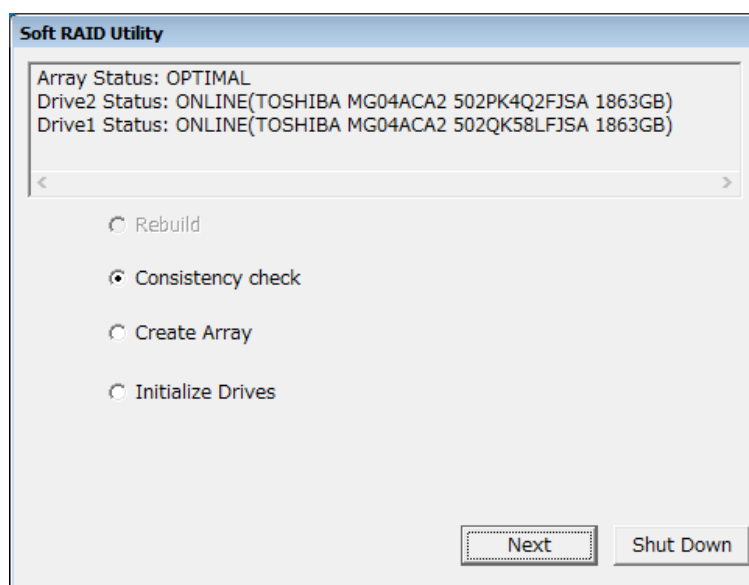 Soft RAID Utility
Array Status: OPTIMAL
Drive2 Status: ONLINE(TOSHIBA MG04ACA2 502PK4Q2FJSA 1863GB)
Drive1 Status: ONLINE(TOSHIBA MG04ACA2 502QK58LFJSA 1863GB)
Rebuild
Consistency check
Create Array
Initialize Drives
Next Shut Down